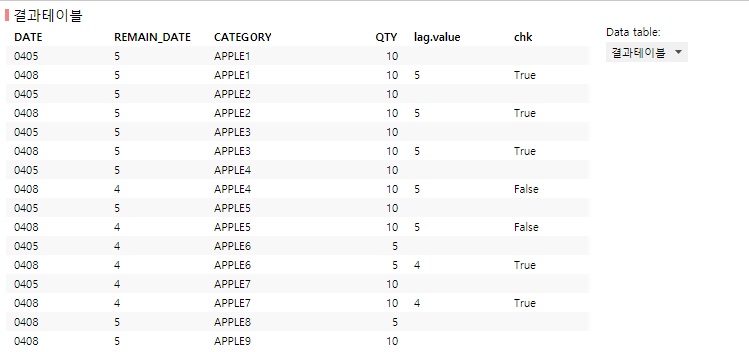 결과테이블
Data table:
결과테이블
DATE REMAIN_DATE CATEGORY QTY lag.value chk
0405 5 APPLE1 10
0408 5 APPLE1 10 5 True
0405 5 APPLE2 10
0408 5 APPLE2 10 5 True
0405 5 APPLE3 10
0408 5 APPLE3 10 5 True
0405 5 APPLE4 10
0408 4 APPLE4 10 5 False
0405 5 APPLE5 10
0408 4 APPLE5 10 5 False
0405 4 APPLE6 5
0408 4 APPLE6 5 4 True
0405 4 APPLE7 10
0408 4 APPLE7 10 4 True
0408 5 APPLE8 5
0408 5 APPLE9 10